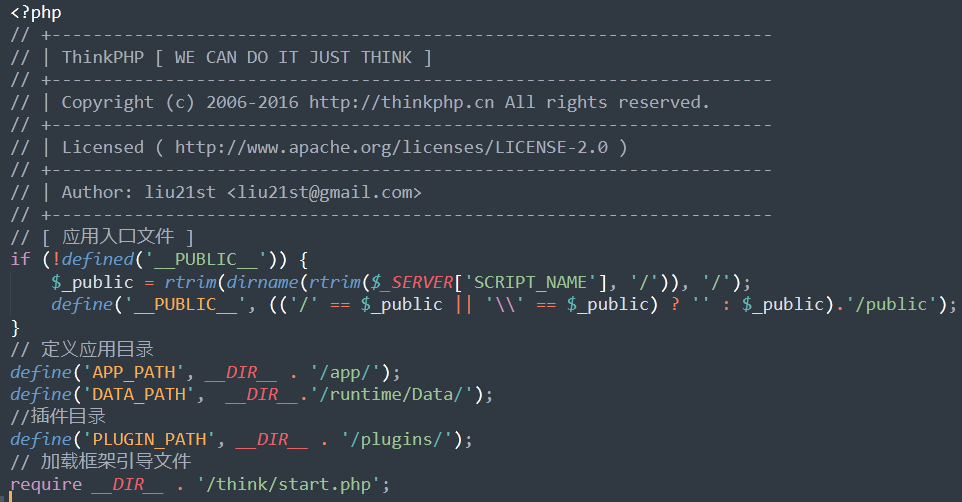 <?php
// +----------------------------------------------------------------------
// | ThinkPHP [ WE CAN DO IT JUST THINK ]
// +----------------------------------------------------------------------
// | Copyright (c) 2006-2016 http://thinkphp.cn All rights reserved.
// +----------------------------------------------------------------------
// | Licensed ( http://www.apache.org/licenses/LICENSE-2.0 )
// +----------------------------------------------------------------------
// | Author: liu21st <liu21st@gmail.com>
// +----------------------------------------------------------------------
// [ 应用入口文件 ]
if (!defined('__PUBLIC__')) {
    $_public = rtrim(dirname(rtrim($_SERVER['SCRIPT_NAME'], '/')), '/');
    define('__PUBLIC__', (('/' == $_public || '\\' == $_public) ? '' : $_public).'/public');
}
// 定义应用目录
define('APP_PATH', __DIR__ . '/app/');
define('DATA_PATH',  __DIR__.'/runtime/Data/');
//插件目录
define('PLUGIN_PATH', __DIR__ . '/plugins/');
// 加载框架引导文件
require __DIR__ . '/think/start.php';